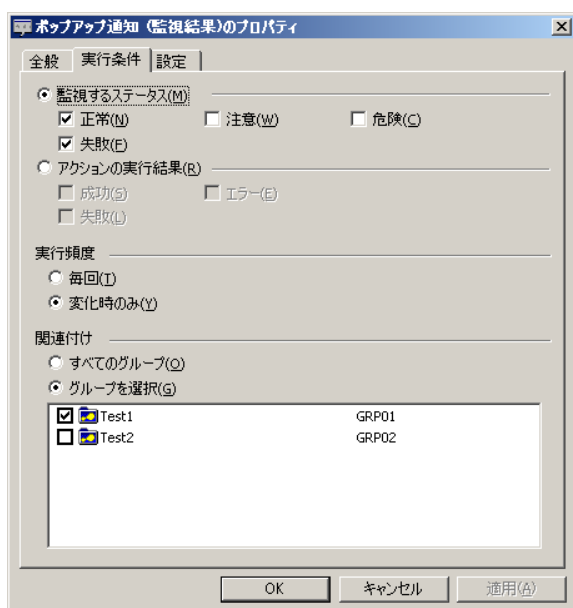 ポップアップ通知（監視結果）のプロパティ
全般 実行条件 設定
監視するステータス(M)
正常(N) 注意(W) 危険(C)
失敗(F)
アクションの実行結果(R)
成功(S) エラー(E)
失敗(L)
実行頻度
毎回(T)
変化時のみ(Y)
関連付け
すべてのグループ(O)
グループを選択(G)
Test1 GRP01
Test2 GRP02
OK キャンセル 適用(A)